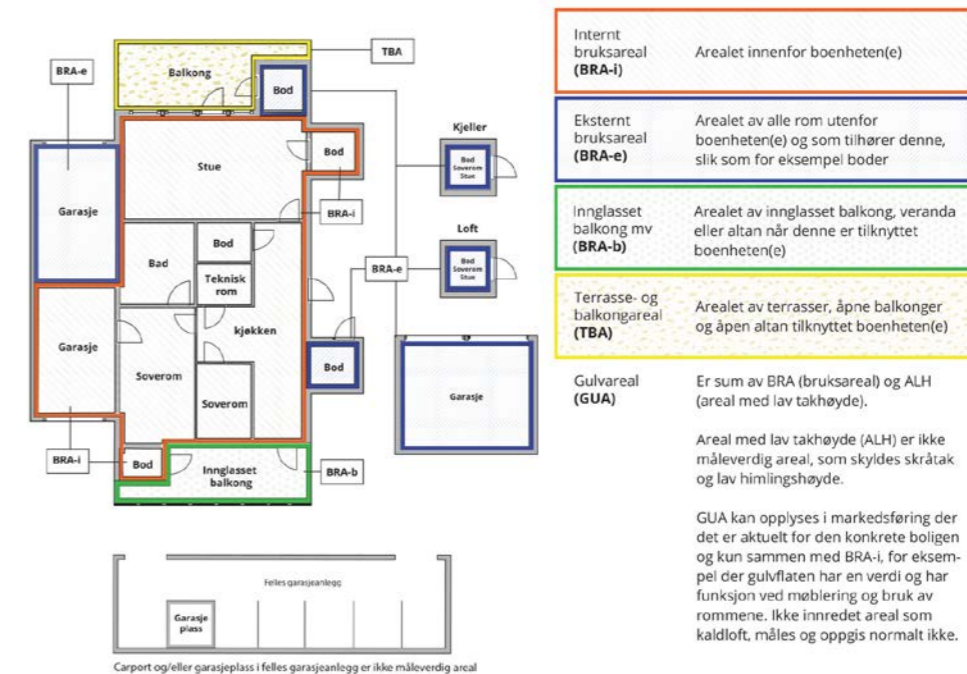 TBA
Balkong
BRA-e
Bod
Kjeller
Bod
Soverom
Stue
Stue
Bod
Garasje
BRA-i
Loft
Bod
Bod
Soverom
Stue
Bad
BRA-e
Teknisk
rom
kjøkken
Garasje
Soverom
Bod
Garasje
Soverom
BRA-i
Bod
Innglasset
balkong
BRA-b
Felles garasjeanlegg
Garasje
plass
Carport og/eller garasjeplass i felles garasjeanlegg er ikke måleverdig areal
Internt
bruksareal
(BRA-i)
Arealet innenfor boenheten(e)
Eksternt
bruksareal
(BRA-e)
Arealet av alle rom utenfor
boenheten(e) og som tilhører denne,
slik som for eksempel boder
Innglasset
balkong mv
(BRA-b)
Arealet av innglasset balkong, veranda
eller altan når denne er tilknyttet
boenheten(e)
Terrasse- og
balkongareal
(TBA)
Arealet av terrasser, åpne balkonger
og åpen altan tilknyttet boenheten(e)
Gulvareal
(GUA)
Er sum av BRA (bruksareal) og ALH
(areal med lav takhøyde).
Areal med lav takhøyde (ALH) er ikke
måleverdig areal, som skyldes skråtak
og lav himlingshøyde.
GUA kan opplyses i markedsføring der
det er aktuelt for den konkrete boligen
og kun sammen med BRA-i, for eksem-
pel der gulvflaten har en verdi og har
funksjon ved møblering og bruk av
rommene. Ikke innredet areal som
kaldloft, måles og oppgis normalt ikke.